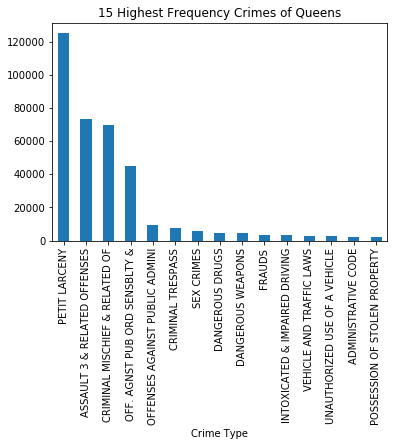 15 Highest Frequency Crimes of Queens
120000
100000
80000
60000
40000
20000
0
PETIT LARCENY
ASSAULT 3 & RELATED OFFENSES
CRIMINAL MISCHIEF & RELATED OF
OFF. AGNST PUB ORD SENSBLTY &
OFFENSES AGAINST PUBLIC ADMINI
CRIMINAL TRESPASS
SEX CRIMES
DANGEROUS DRUGS
DANGEROUS WEAPONS
FRAUDS
INTOXICATED & IMPAIRED DRIVING
VEHICLE AND TRAFFIC LAWS
UNAUTHORIZED USE OF A VEHICLE
ADMINISTRATIVE CODE
POSSESSION OF STOLEN PROPERTY
Crime Type